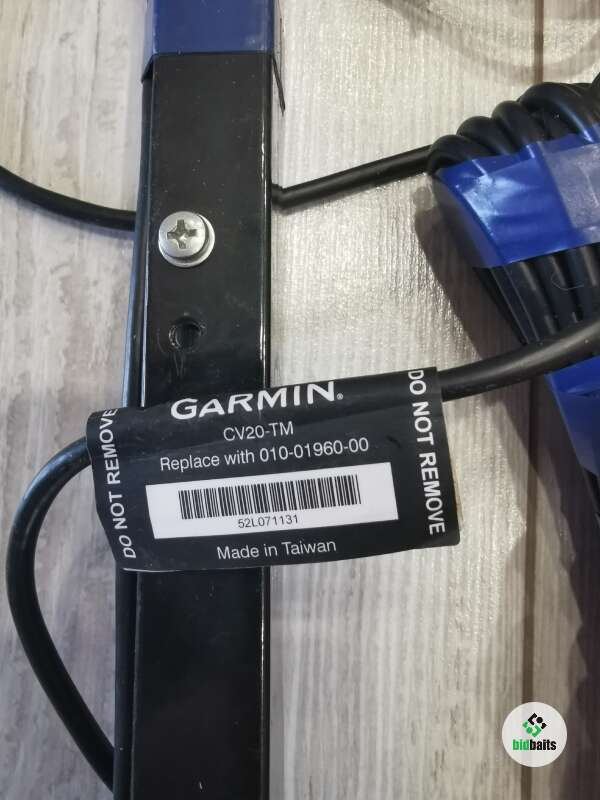 GARMIN®
CV20-TM
Replace with 010-01960-00
52L071131
Made in Taiwan
DO NOT REMOVE
DO NOT REMOVE
bidbaits